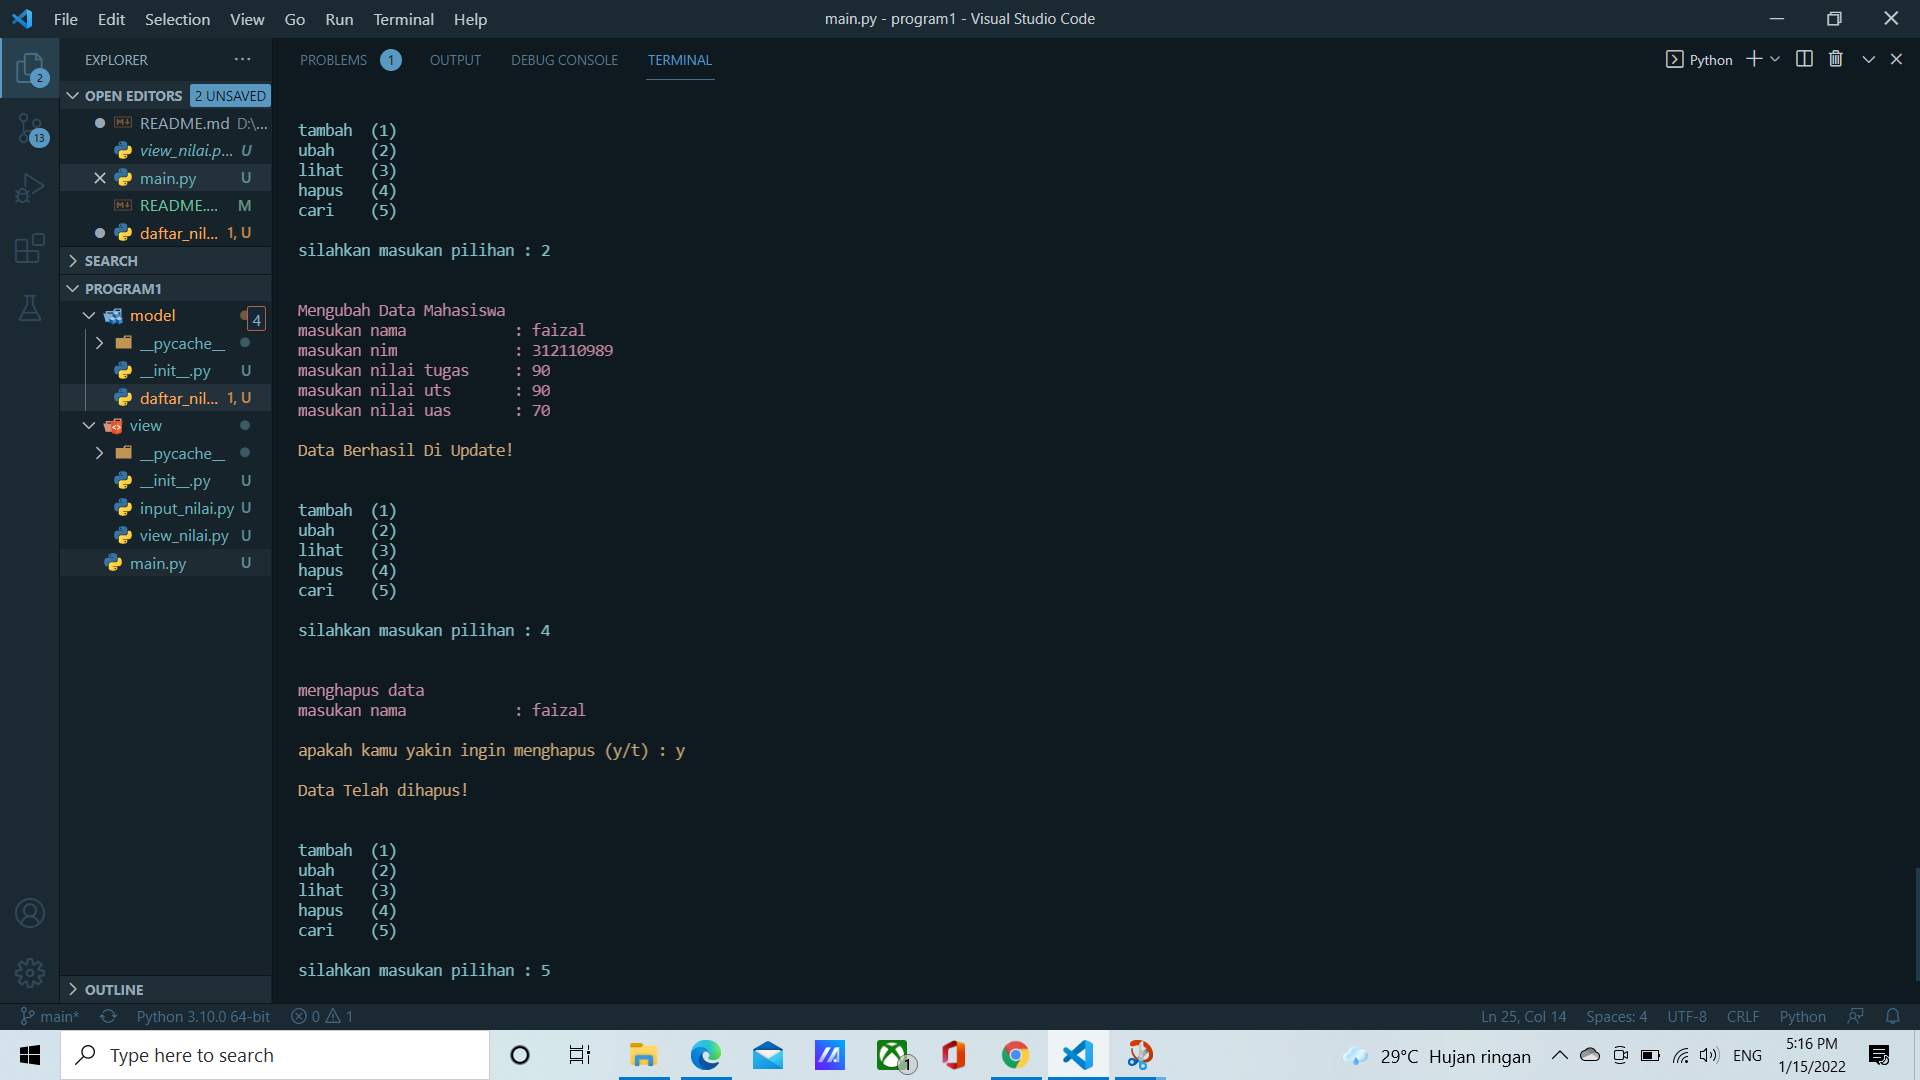 File Edit Selection View Go Run Terminal Help
main.py - program1 - Visual Studio Code
EXPLORER ...
PROBLEMS 1 OUTPUT DEBUG CONSOLE TERMINAL
Python
OPEN EDITORS 2 UNSAVED
README.md D:\...
view_nilai.p... U
main.py U
README.... M
daftar_nil... 1, U
SEARCH
PROGRAM1
model 4
__pycache__
__init__.py U
daftar_nil... 1, U
view
__pycache__
__init__.py U
input_nilai.py U
view_nilai.py U
main.py U
OUTLINE
2
13
tambah (1)
ubah (2)
lihat (3)
hapus (4)
cari (5)
silahkan masukan pilihan : 2
Mengubah Data Mahasiswa
masukan nama : faizal
masukan nim : 312110989
masukan nilai tugas : 90
masukan nilai uts : 90
masukan nilai uas : 70
Data Berhasil Di Update!
tambah (1)
ubah (2)
lihat (3)
hapus (4)
cari (5)
silahkan masukan pilihan : 4
menghapus data
masukan nama : faizal
apakah kamu yakin ingin menghapus (y/t) : y
Data Telah dihapus!
tambah (1)
ubah (2)
lihat (3)
hapus (4)
cari (5)
silahkan masukan pilihan : 5
main* Python 3.10.0 64-bit 0 1
Ln 25, Col 14 Spaces: 4 UTF-8 CRLF Python
Type here to search
1
29°C Hujan ringan
ENG
5:16 PM
1/15/2022